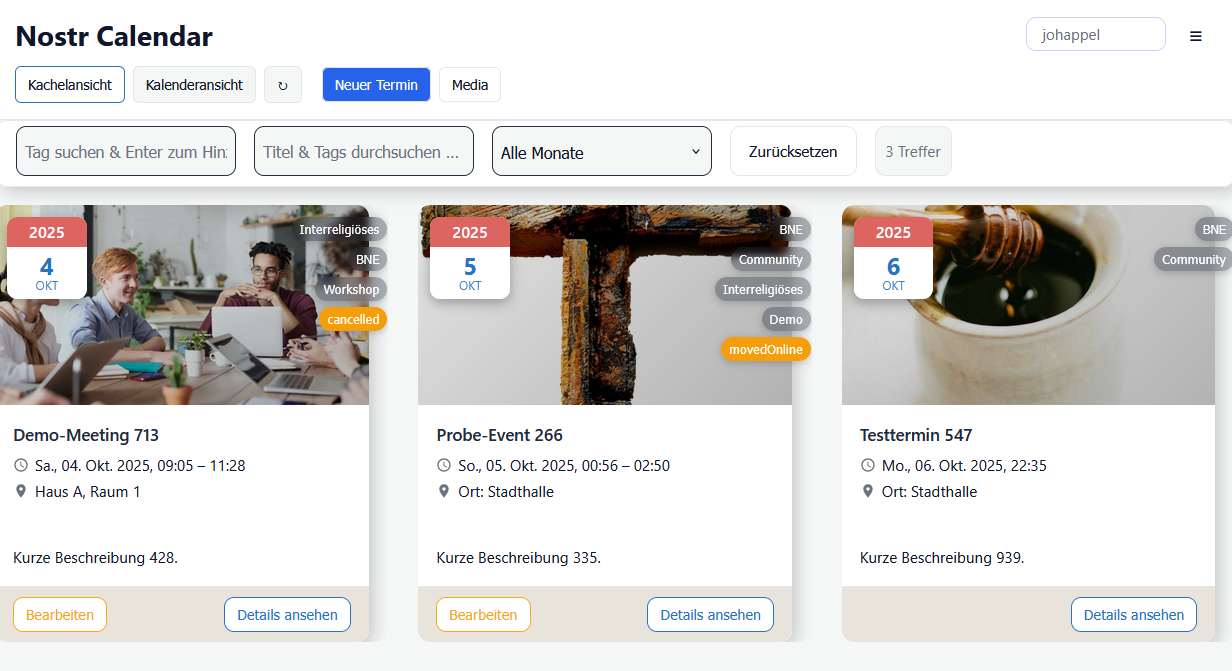 Nostr Calendar
johappel
☰
Kachelansicht Kalenderansicht ↻ Neuer Termin Media
Tag suchen & Enter zum Hin Titel & Tags durchsuchen ... Alle Monate Zurücksetzen 3 Treffer
2025
4
OKT
Interreligiöses
BNE
Workshop
cancelled
Demo-Meeting 713
Sa., 04. Okt. 2025, 09:05 – 11:28
Haus A, Raum 1
Kurze Beschreibung 428.
Bearbeiten Details ansehen
2025
5
OKT
BNE
Community
Interreligiöses
Demo
movedOnline
Probe-Event 266
So., 05. Okt. 2025, 00:56 – 02:50
Ort: Stadthalle
Kurze Beschreibung 335.
Bearbeiten Details ansehen
2025
6
OKT
BNE
Community
Testtermin 547
Mo., 06. Okt. 2025, 22:35
Ort: Stadthalle
Kurze Beschreibung 939.
Details ansehen